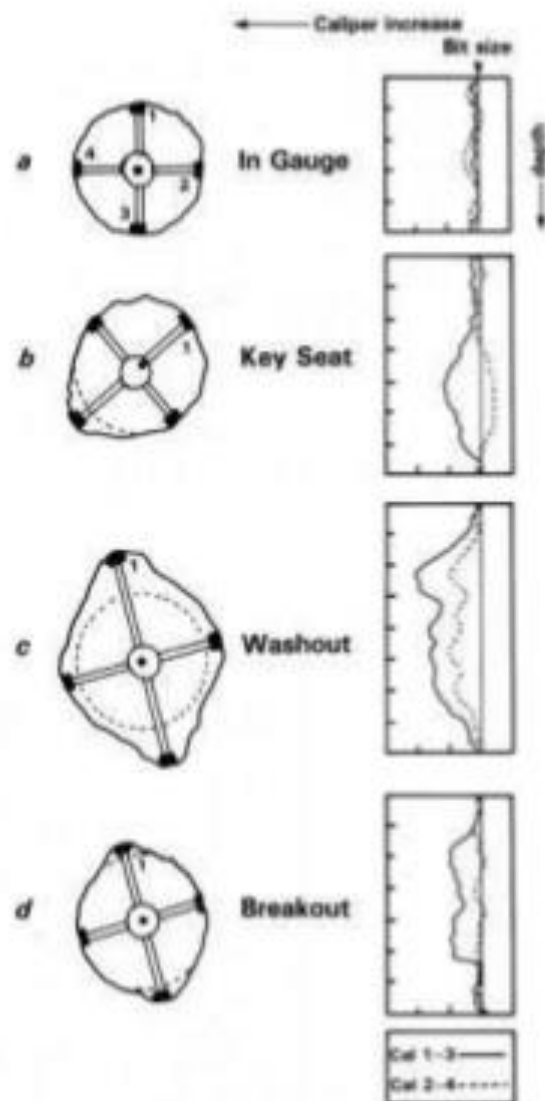 Caliper increase
Bit size
a
1
4
2
3
In Gauge
depth
b
1
Key Seat
c
1
Washout
d
1
Breakout
Cal 1-3
Cal 2-4